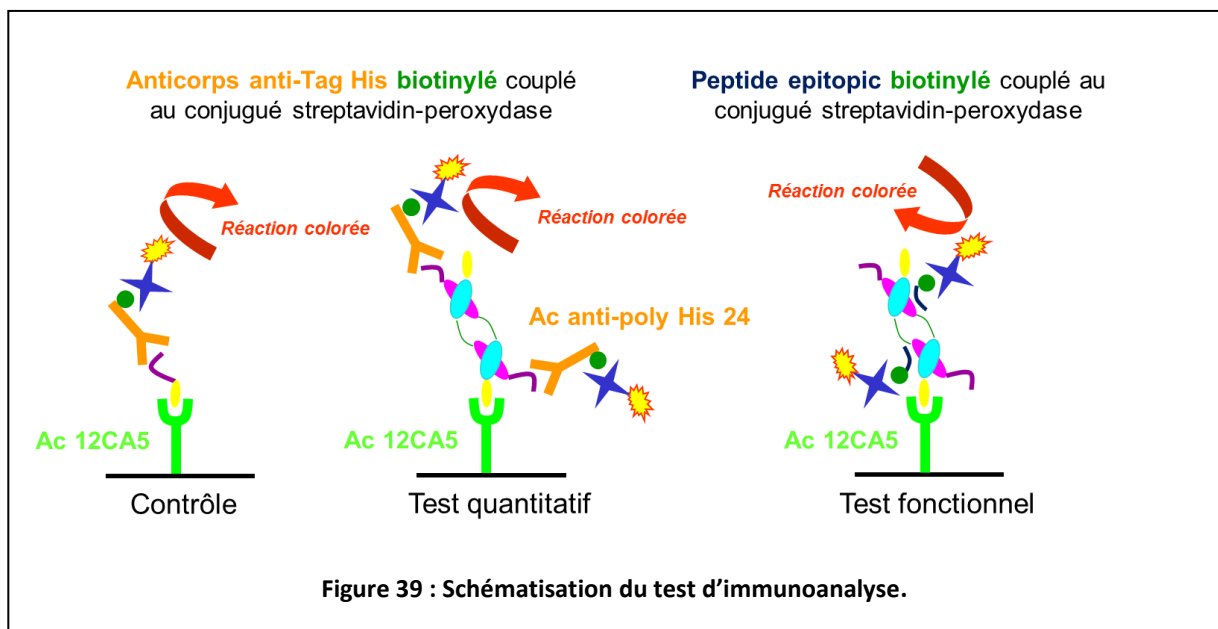 Anticorps anti-Tag His biotinylé couplé
au conjugué streptavidin-peroxydase
Peptide epitopic biotinylé couplé au
conjugué streptavidin-peroxydase
Réaction colorée
Réaction colorée
Réaction colorée
Ac anti-poly His 24
Ac 12CA5
Ac 12CA5
Ac 12CA5
Contrôle
Test quantitatif
Test fonctionnel
Figure 39 : Schématisation du test d’immunoanalyse.